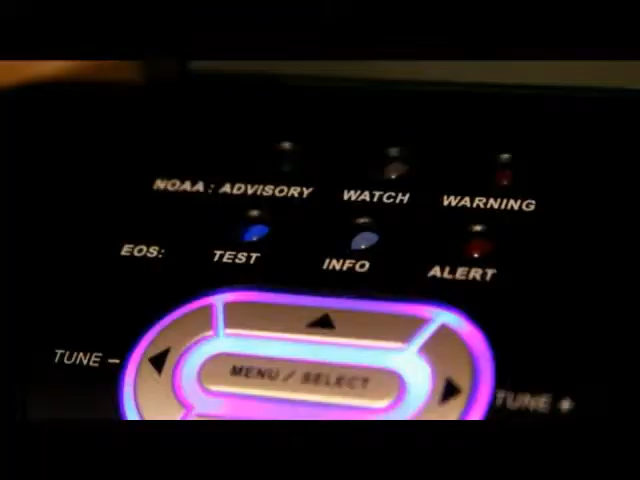 NOAA: ADVISORY WATCH WARNING
EOS: TEST INFO ALERT
TUNE - MENU / SELECT TUNE +